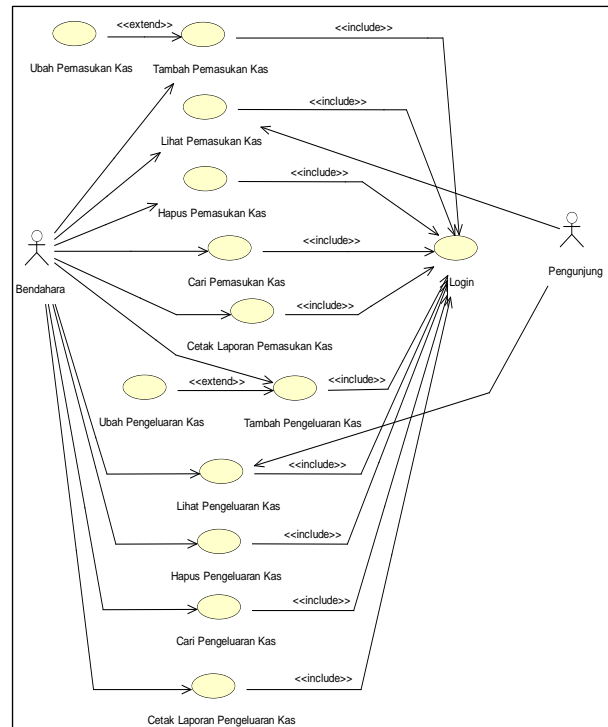 <<extend>>
<<include>>
Ubah Pemasukan Kas
Tambah Pemasukan Kas
<<include>>
Lihat Pemasukan Kas
<<include>>
Hapus Pemasukan Kas
<<include>>
Bendahara
Cari Pemasukan Kas
Login
Pengunjung
<<include>>
Cetak Laporan Pemasukan Kas
<<extend>>
<<include>>
Ubah Pengeluaran Kas
Tambah Pengeluaran Kas
<<include>>
Lihat Pengeluaran Kas
<<include>>
Hapus Pengeluaran Kas
<<include>>
Cari Pengeluaran Kas
<<include>>
Cetak Laporan Pengeluaran Kas